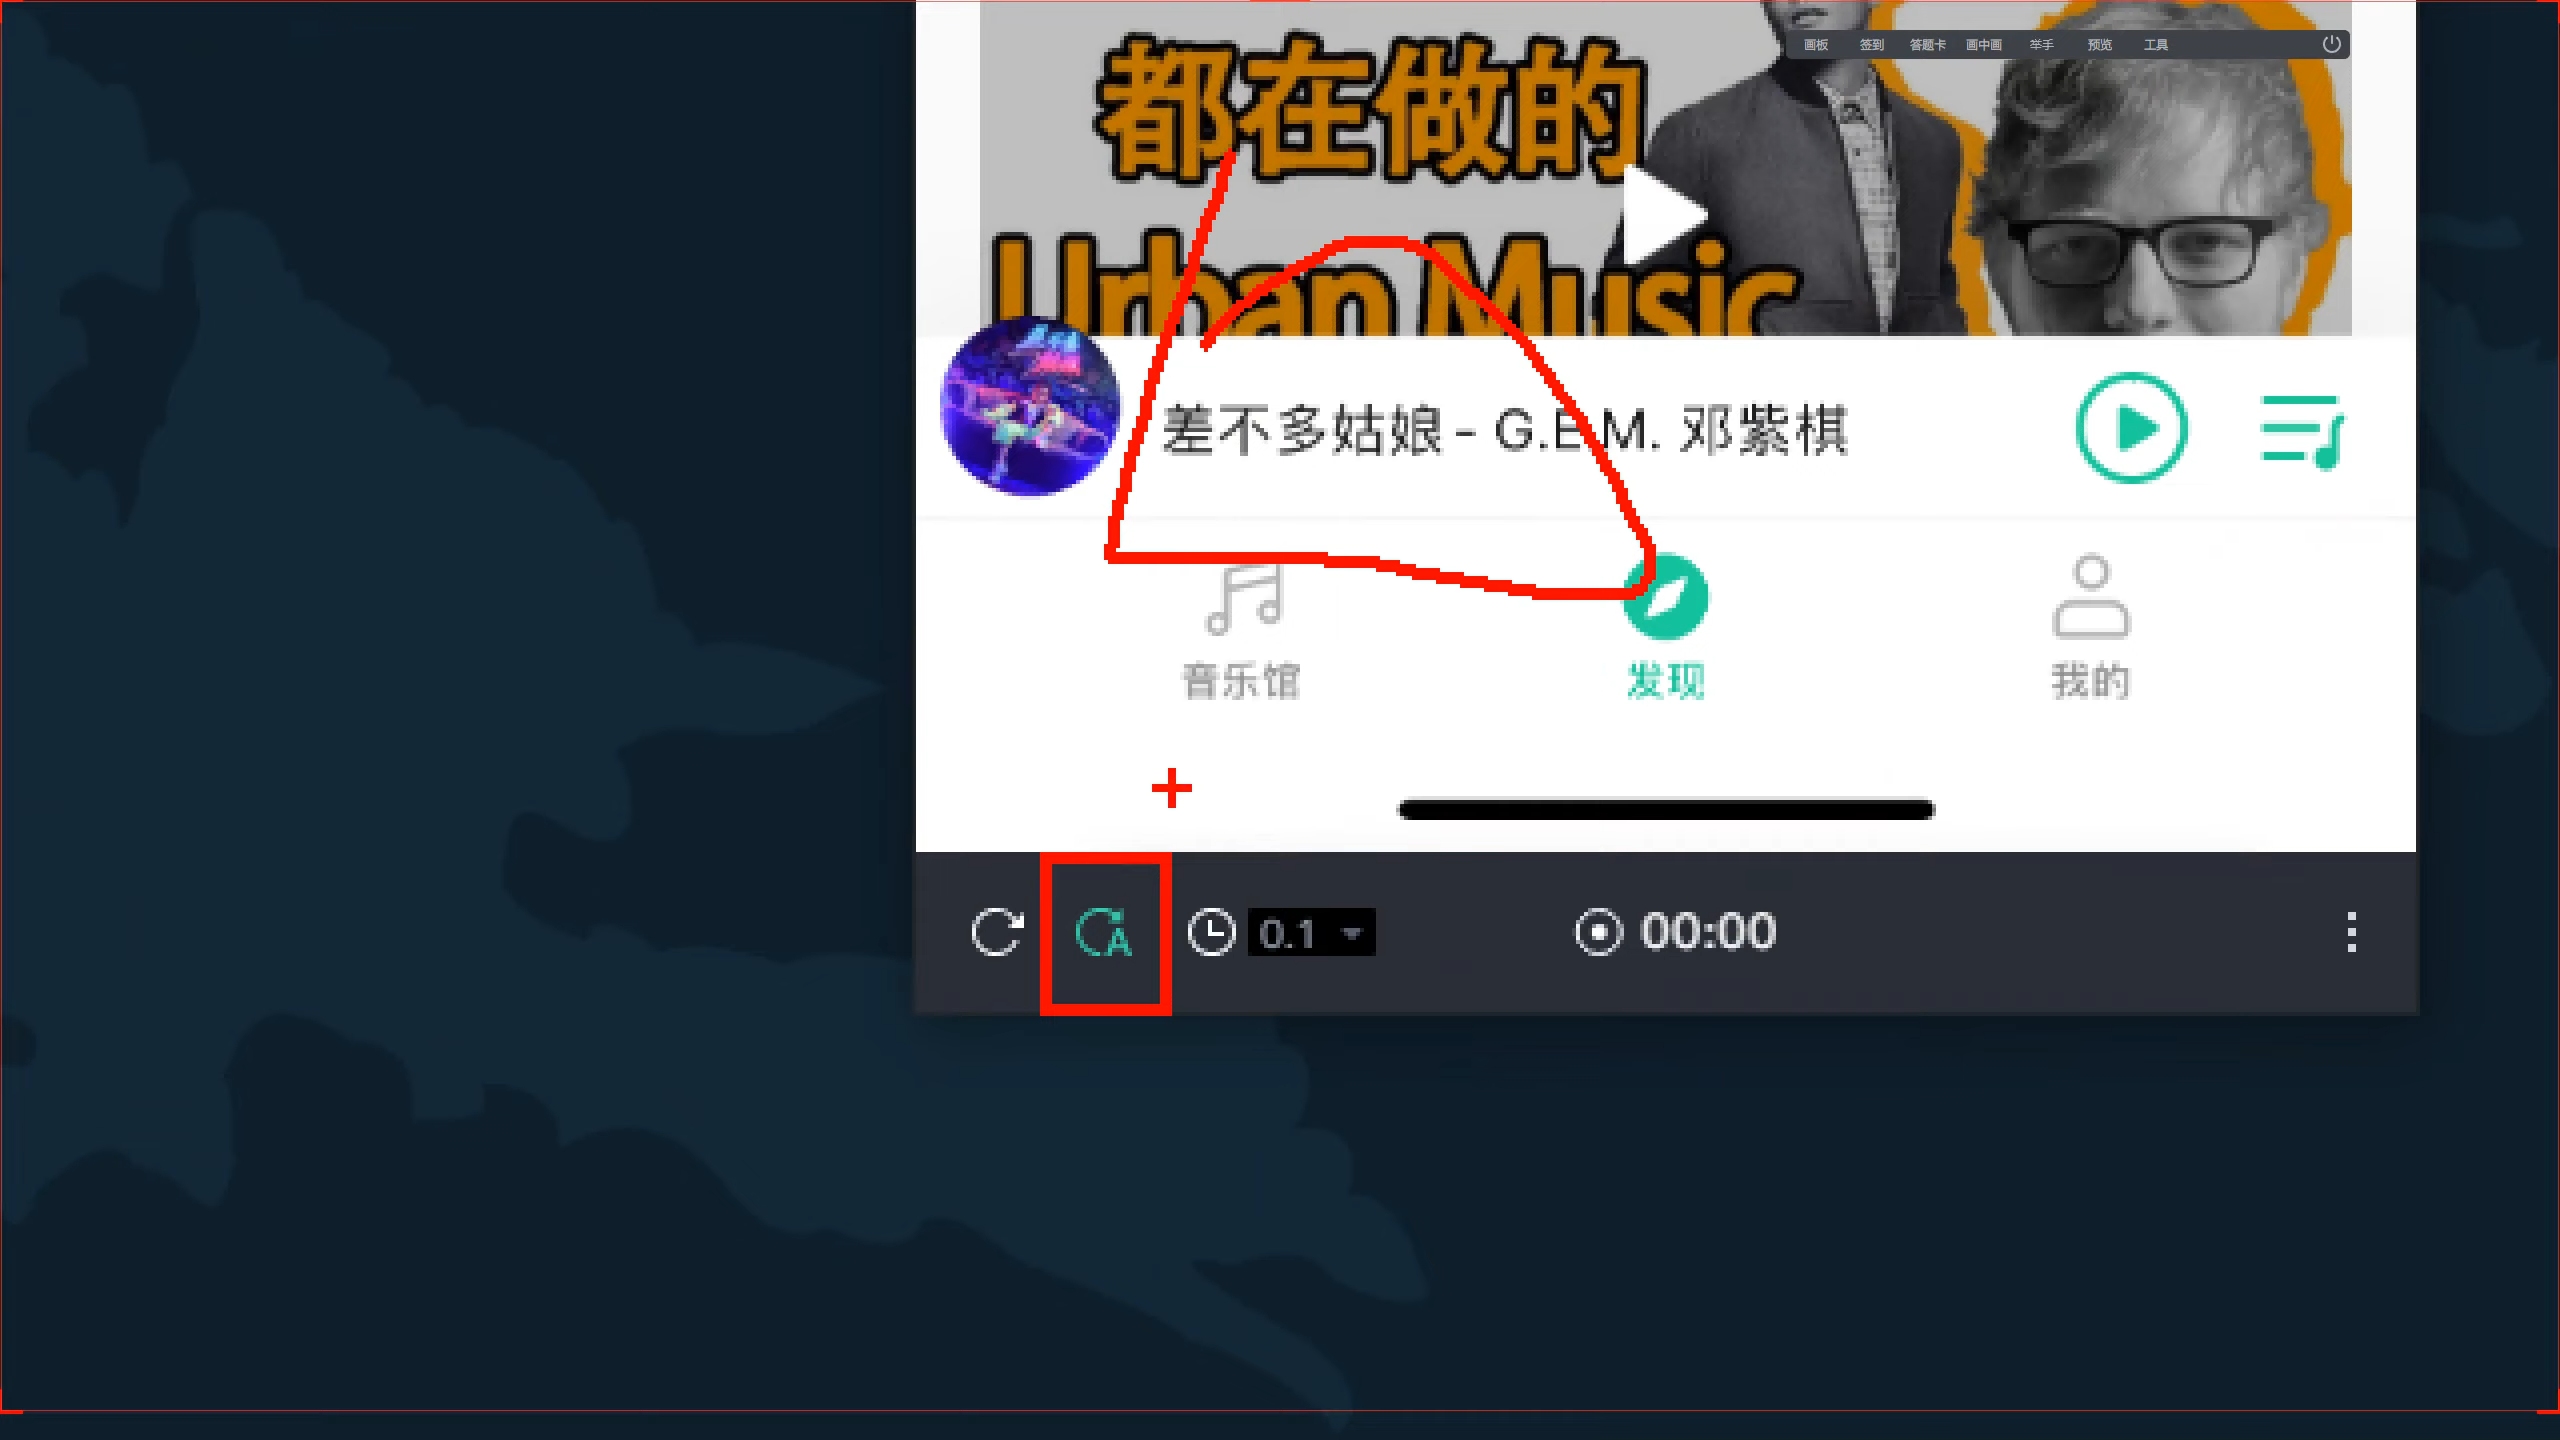 画板 签到 答题卡 画中画 举手 预览 工具
都在做的
Urban Music
差不多姑娘 - G.E.M. 邓紫棋
音乐馆 发现 我的
A 0.1 00:00